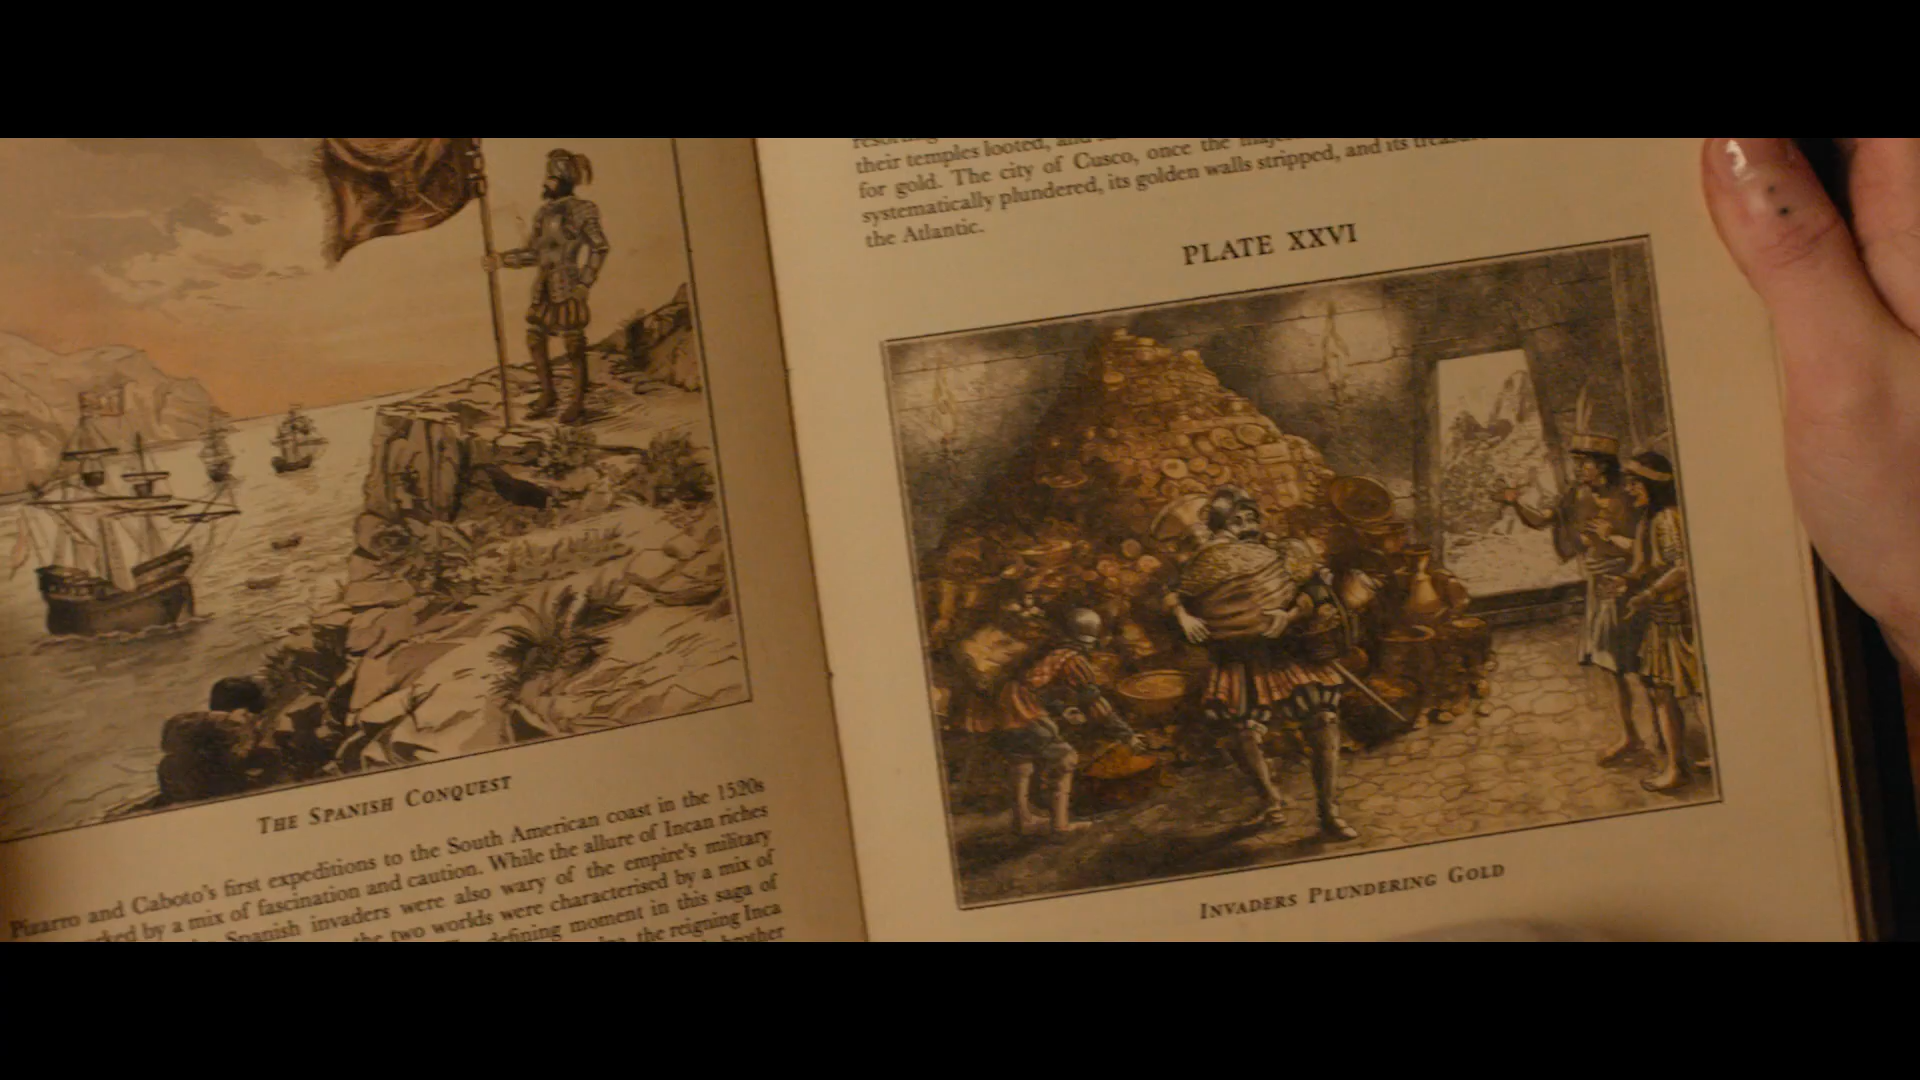 THE SPANISH CONQUEST
Pizarro and Caboto's first expeditions to the South American coast in the 1520s
by a mix of fascination and caution. While the allure of Incan riches
Spanish invaders were also wary of the empire's military
the two worlds were characterised by a mix of
defining moment in this saga of
the reigning Inca
brother
their temples looted, and
for gold. The city of Cusco, once the
systematically plundered, its golden walls stripped, and its
the Atlantic.
PLATE XXVI
INVADERS PLUNDERING GOLD